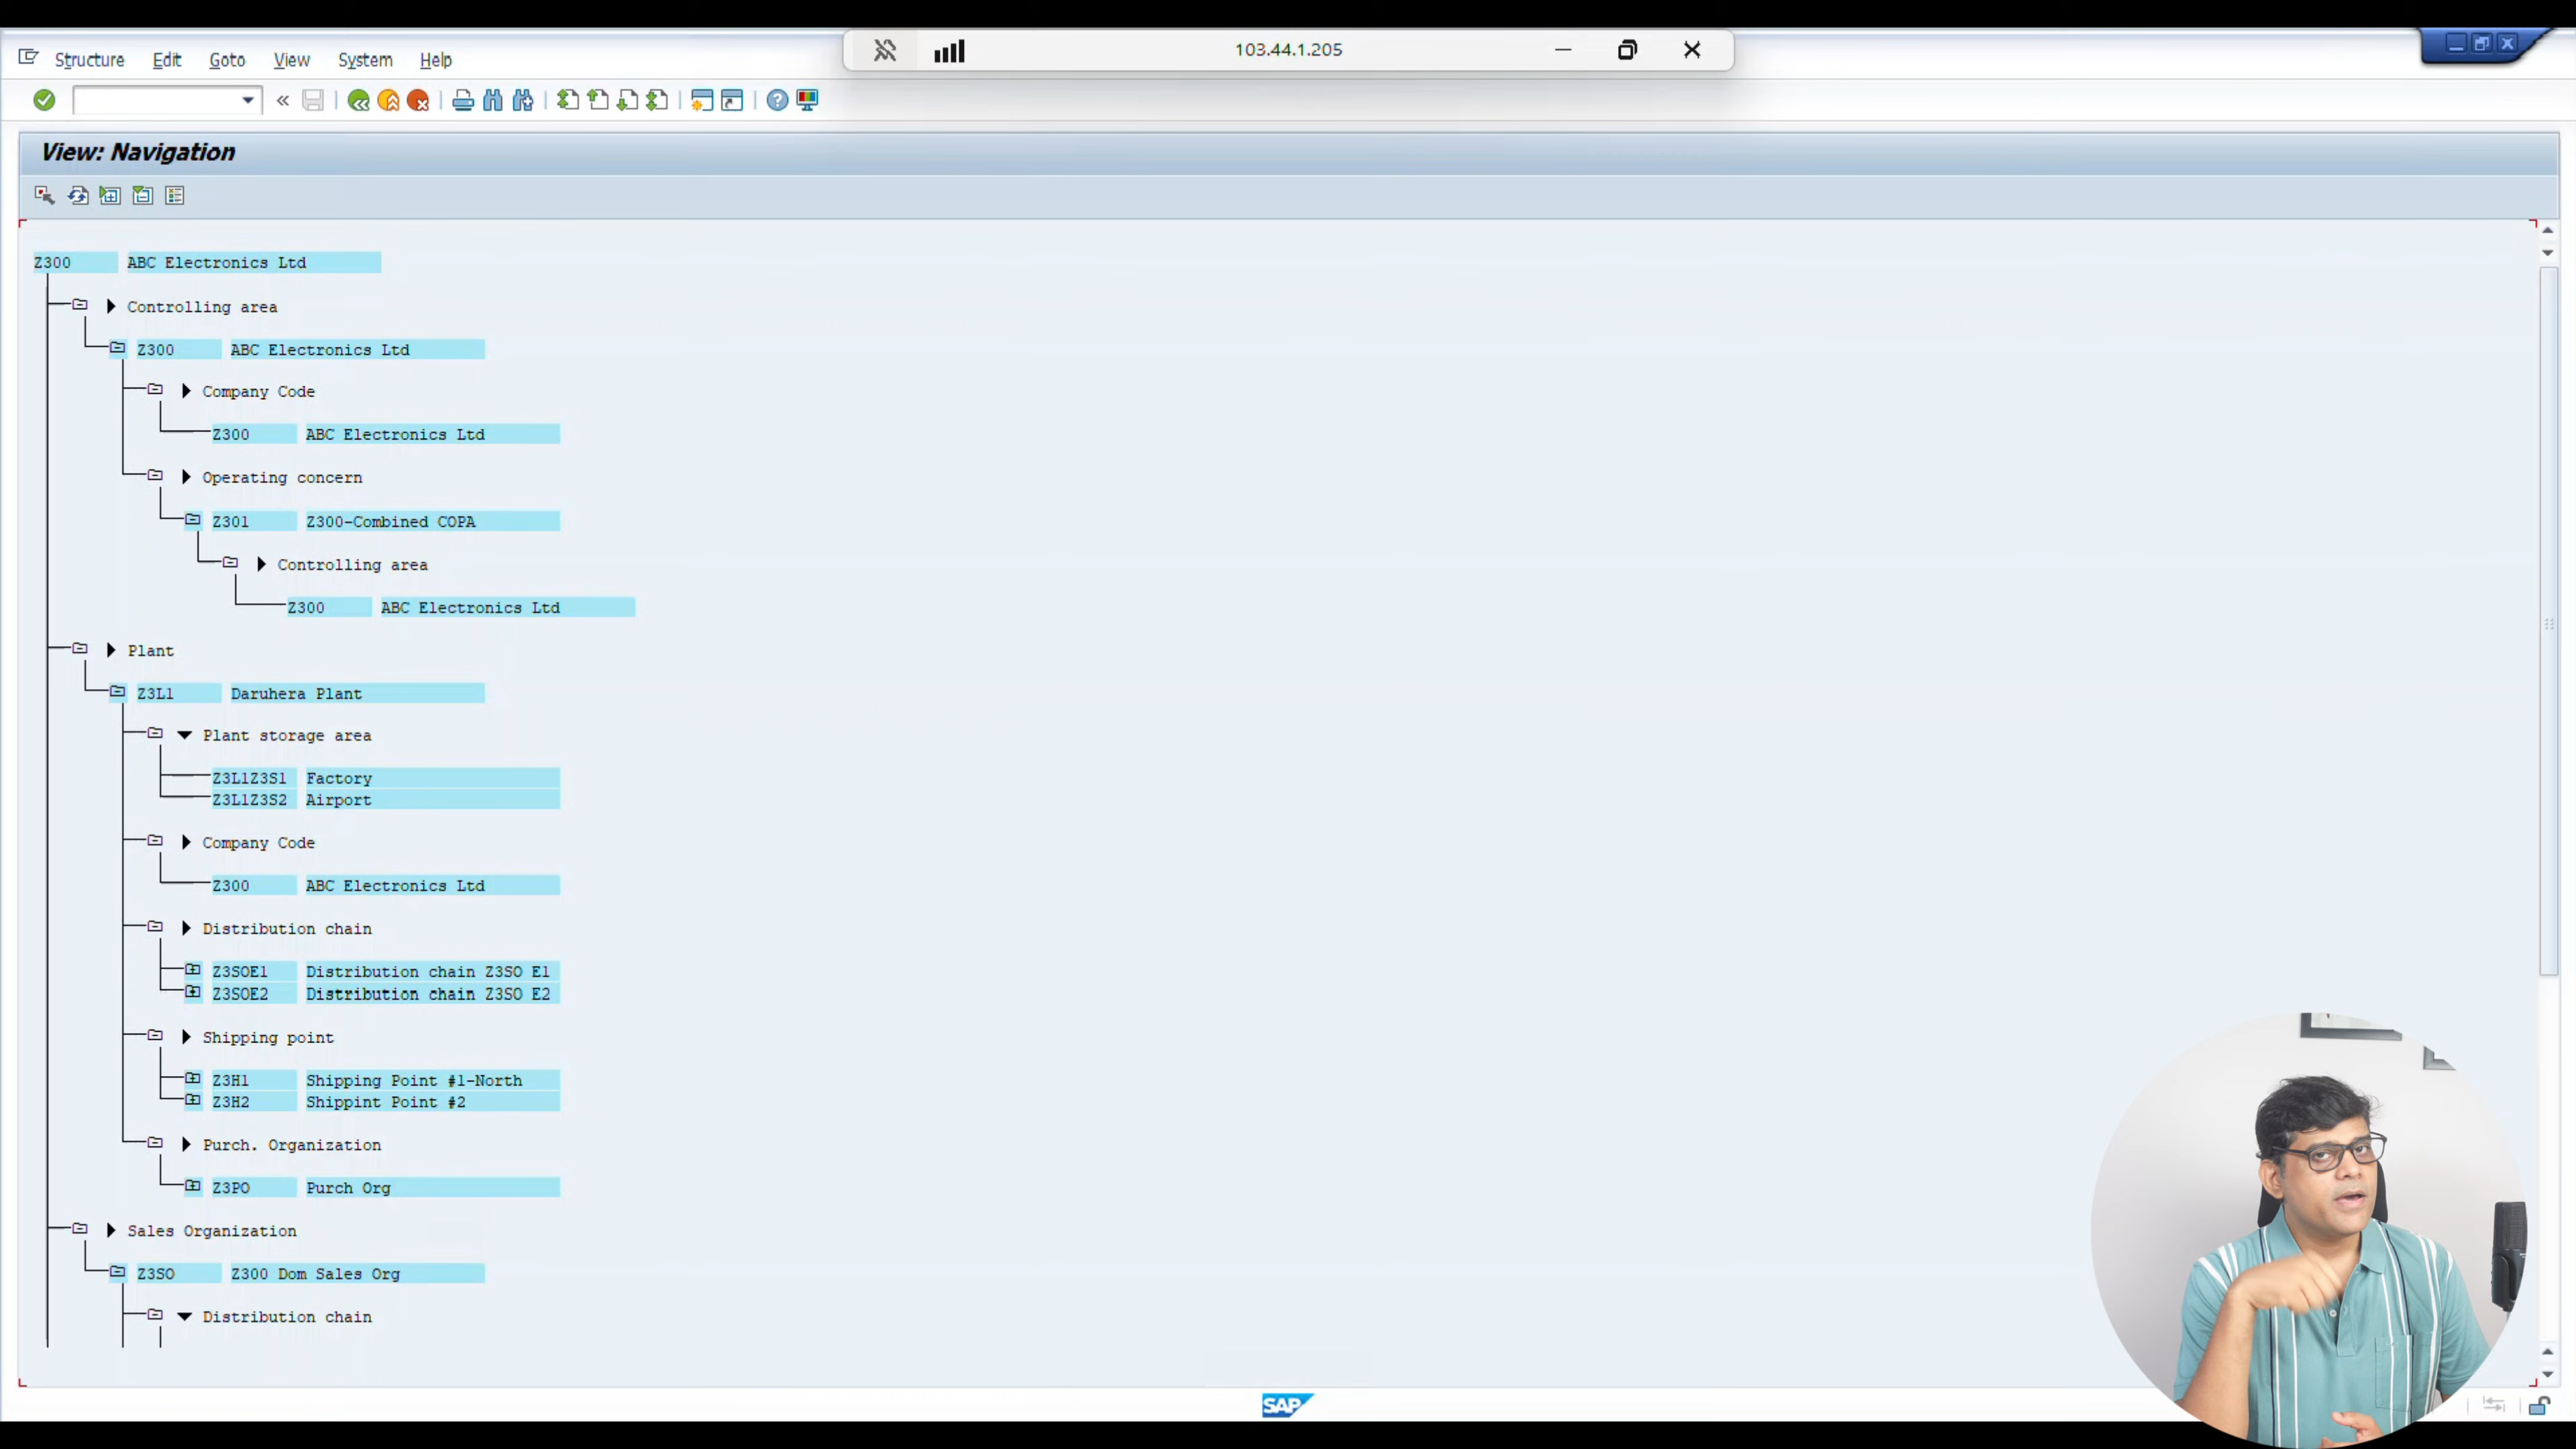 Structure Edit Goto View System Help
103.44.1.205
View: Navigation
Z300 ABC Electronics Ltd
Controlling area
Z300 ABC Electronics Ltd
Company Code
Z300 ABC Electronics Ltd
Operating concern
Z301 Z300-Combined COPA
Controlling area
Z300 ABC Electronics Ltd
Plant
Z3L1 Daruhera Plant
Plant storage area
Z3L1Z3S1 Factory
Z3L1Z3S2 Airport
Company Code
Z300 ABC Electronics Ltd
Distribution chain
Z3SOE1 Distribution chain Z3SO E1
Z3SOE2 Distribution chain Z3SO E2
Shipping point
Z3H1 Shipping Point #1-North
Z3H2 Shippint Point #2
Purch. Organization
Z3PO Purch Org
Sales Organization
Z3SO Z300 Dom Sales Org
Distribution chain
SAP